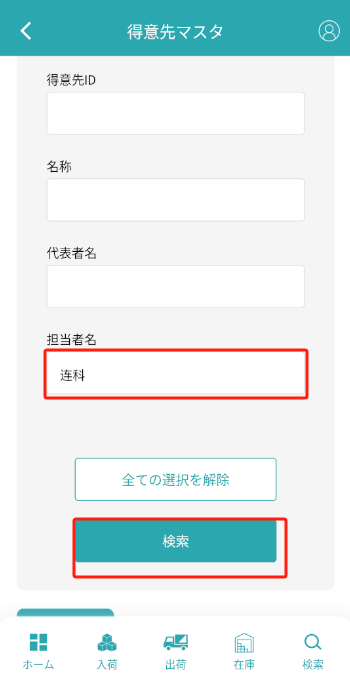 得意先マスタ
得意先ID
名称
代表者名
担当者名
连科
全ての選択を解除
検索
ホーム
入荷
出荷
在庫
検索